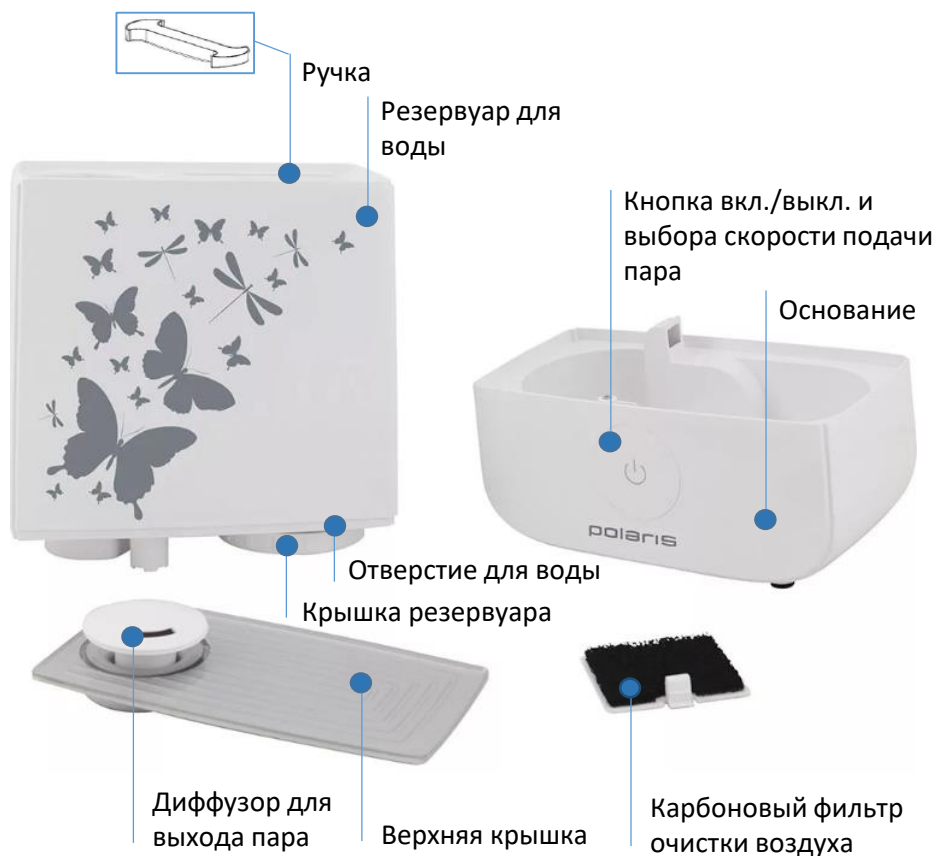 Ручка
Резервуар для
воды
Кнопка вкл./выкл. и
выбора скорости подачи
пара
Основание
polaris
Отверстие для воды
Крышка резервуара
Диффузор для
выхода пара
Верхняя крышка
Карбоновый фильтр
очистки воздуха